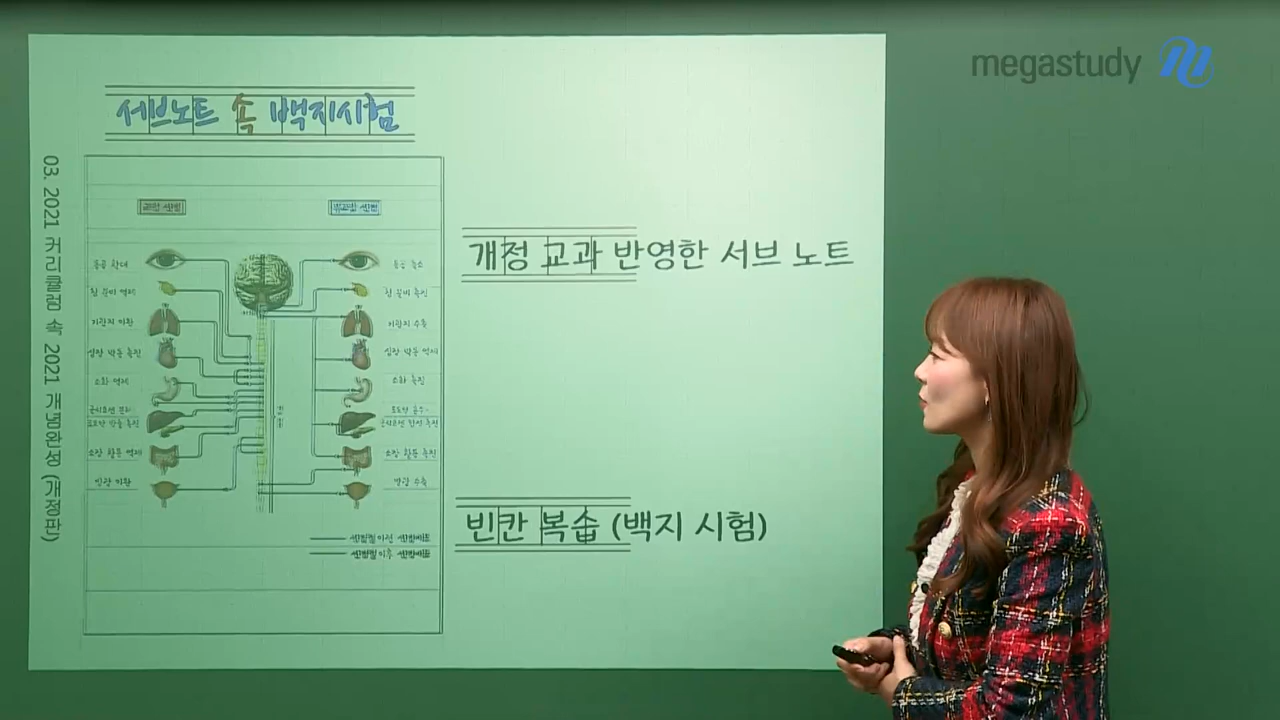 megastudy
서브노트 속 백지시험
03. 2021 커리큘럼 속 2021 개념완성 (개정판)
교감 신경
부교감 신경
동공 확대
동공 축소
침 분비 억제
침 분비 촉진
기관지 이완
기관지 수축
심장 박동 촉진
심장 박동 억제
소화 억제
소화 촉진
소장 활동 억제
소장 활동 촉진
방광 이완
방광 수축
개정 교과 반영한 서브 노트
빈칸 복습 (백지 시험)